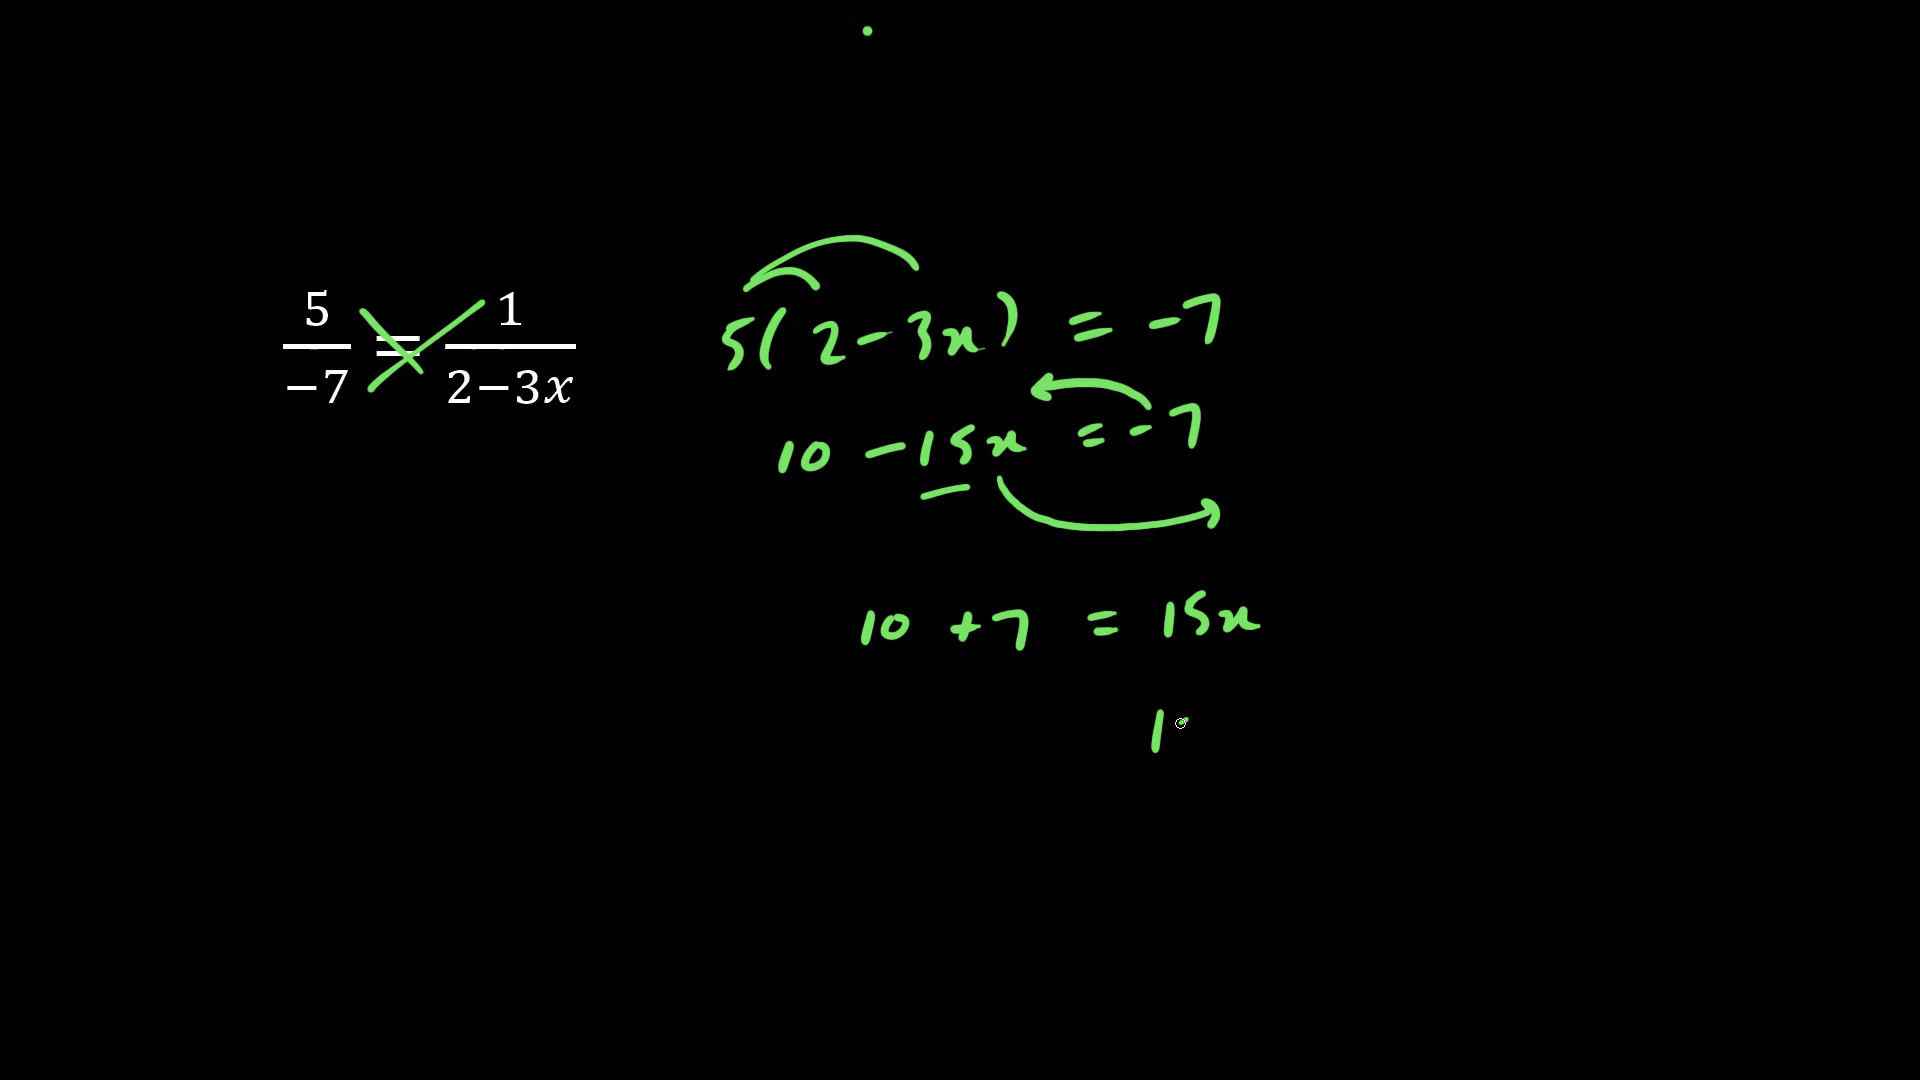 5/−7 = 1/(2−3x)
5(2-3x) = -7
10 - 15x = -7
10 + 7 = 15x
1